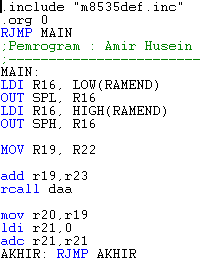 .include "m8535def.inc"
.org 0
RJMP MAIN
;Pemrogram : Amir Husein
;------------------------
MAIN:
LDI R16, LOW(RAMEND)
OUT SPL, R16
LDI R16, HIGH(RAMEND)
OUT SPH, R16
MOV R19, R22
add r19,r23
rcall daa
mov r20,r19
ldi r21,0
adc r21,r21
AKHIR: RJMP AKHIR